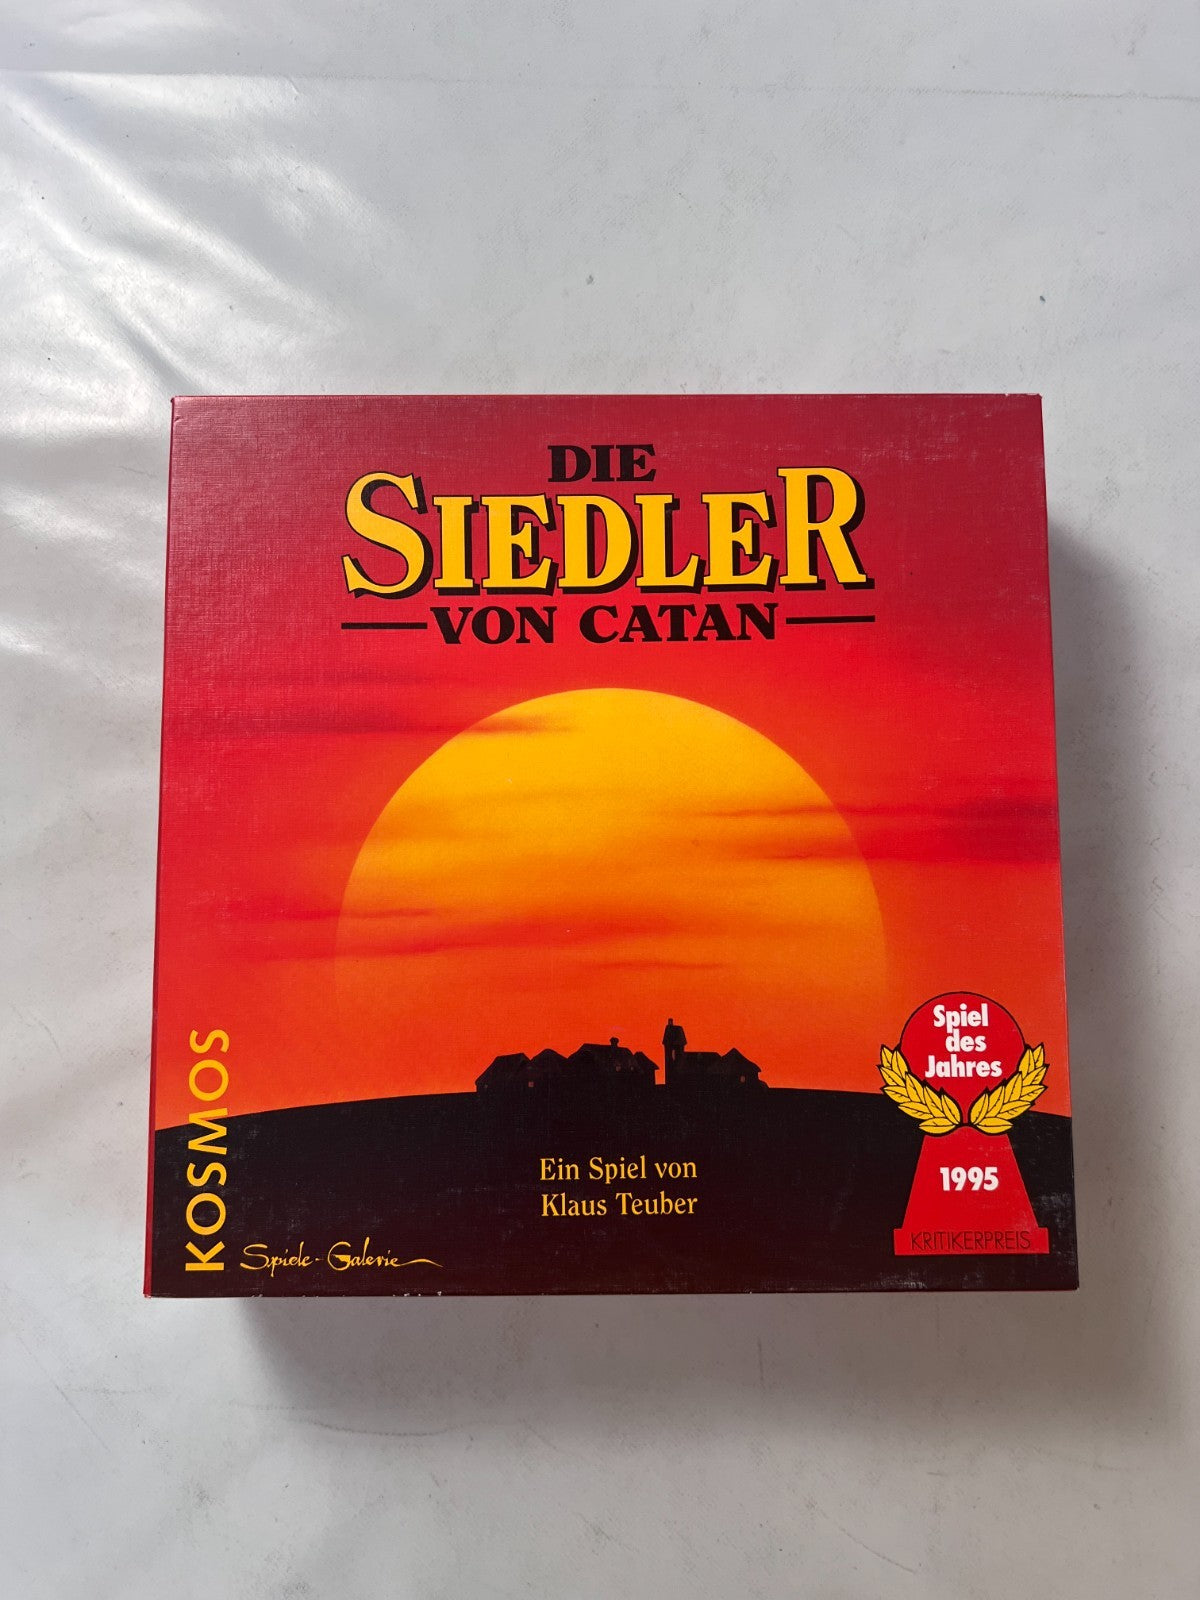 DIE
SIEDLER
VON CATAN
Spiel
des
Jahres
1995
KRITIKERPREIS
Ein Spiel von
Klaus Teuber
KOSMOS
Spiele-Galerie